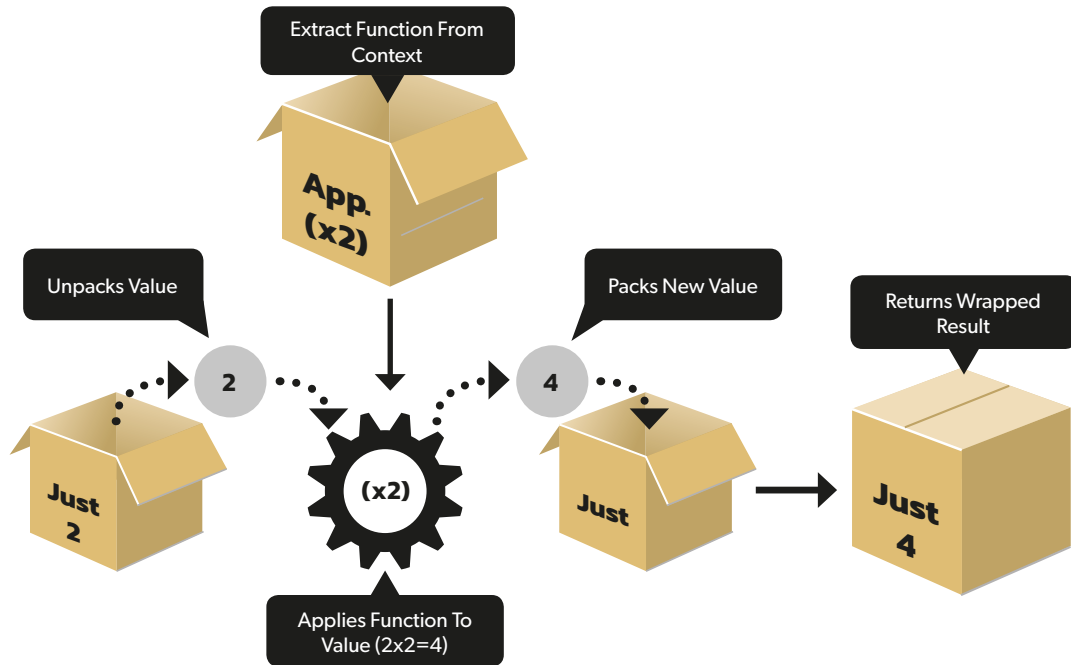 Extract Function From
Context
App.
(x2)
Unpacks Value
Packs New Value
Returns Wrapped
Result
2
4
Just
2
(x2)
Just
Just
4
Applies Function To
Value (2x2=4)